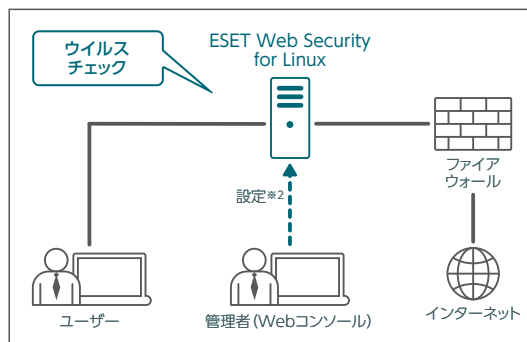 ウイルス
チェック
ESET Web Security
for Linux
ファイア
ウォール
設定※2
ユーザー
管理者(Webコンソール)
インターネット